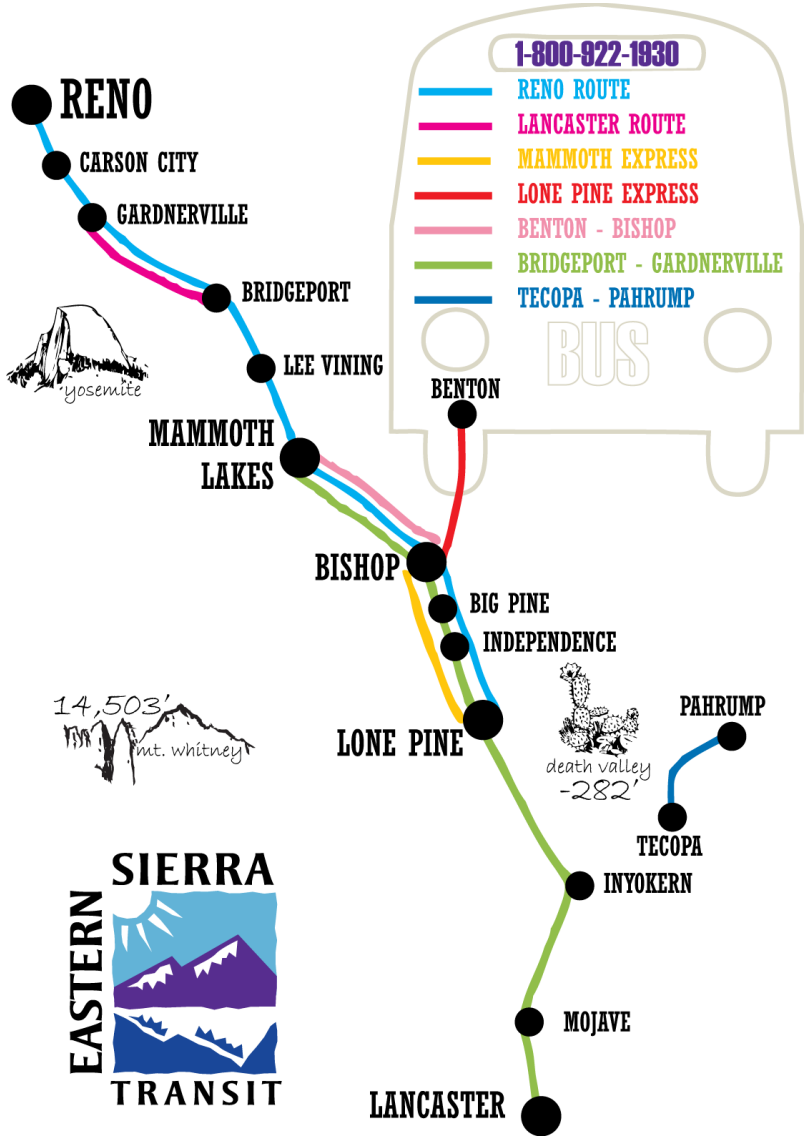 1-800-922-1930
RENO ROUTE
LANCASTER ROUTE
MAMMOTH EXPRESS
LONE PINE EXPRESS
BENTON - BISHOP
BRIDGEPORT - GARDNERVILLE
TECOPA - PAHRUMP
BUS
RENO
CARSON CITY
GARDNERVILLE
BRIDGEPORT
LEE VINING
yosemite
BENTON
MAMMOTH
LAKES
BISHOP
BIG PINE
INDEPENDENCE
14,503'
mt. whitney
LONE PINE
death valley
-282'
PAHRUMP
TECOPA
INYOKERN
MOJAVE
LANCASTER
EASTERN
SIERRA
TRANSIT